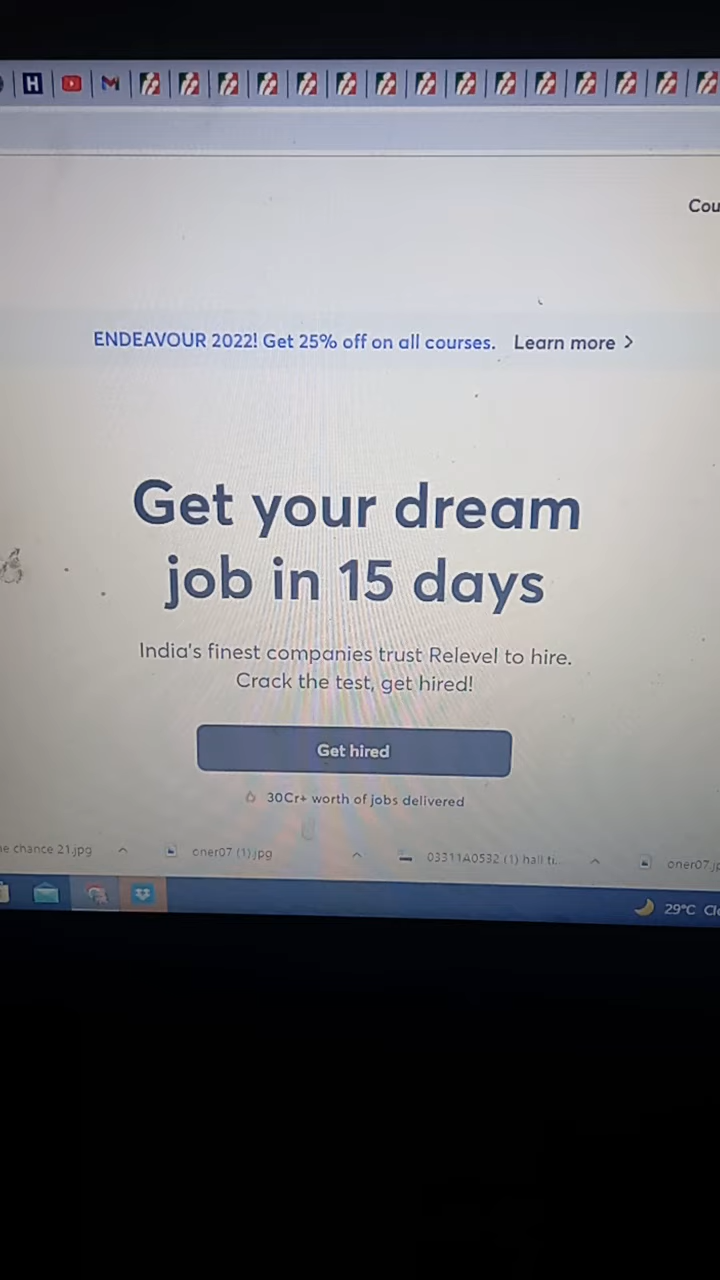 H
Cou
ENDEAVOUR 2022! Get 25% off on all courses. Learn more >
Get your dream
job in 15 days
India's finest companies trust Relevel to hire.
Crack the test, get hired!
Get hired
30Cr+ worth of jobs delivered
e chance 21.jpg
oner07 (1).jpg
03311A0532 (1) hall ti...
oner07.jp
29°C Clo